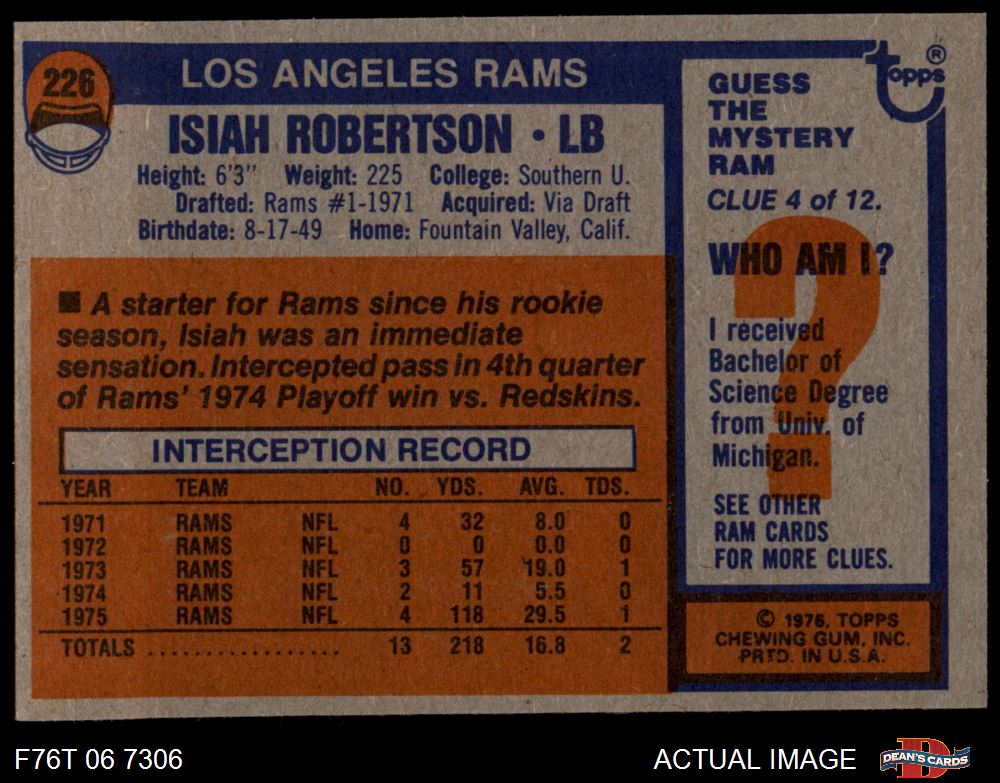 226
LOS ANGELES RAMS
ISIAH ROBERTSON • LB
Height: 6'3" Weight: 225 College: Southern U.
Drafted: Rams #1-1971 Acquired: Via Draft
Birthdate: 8-17-49 Home: Fountain Valley, Calif.
■ A starter for Rams since his rookie
season, Isiah was an immediate
sensation. Intercepted pass in 4th quarter
of Rams' 1974 Playoff win vs. Redskins.
INTERCEPTION RECORD
YEAR TEAM NO. YDS. AVG. TDS.
1971 RAMS NFL 4 32 8.0 0
1972 RAMS NFL 0 0 0.0 0
1973 RAMS NFL 3 57 19.0 1
1974 RAMS NFL 2 11 5.5 0
1975 RAMS NFL 4 118 29.5 1
TOTALS ................. 13 218 16.8 2
topps®
GUESS
THE
MYSTERY
RAM
CLUE 4 of 12.
WHO AM I?
?
I received
Bachelor of
Science Degree
from Univ. of
Michigan.
SEE OTHER
RAM CARDS
FOR MORE CLUES.
© 1976, TOPPS
CHEWING GUM, INC.
PRTD. IN U.S.A.
F76T 06 7306
ACTUAL IMAGE
D
DEAN'S CARDS